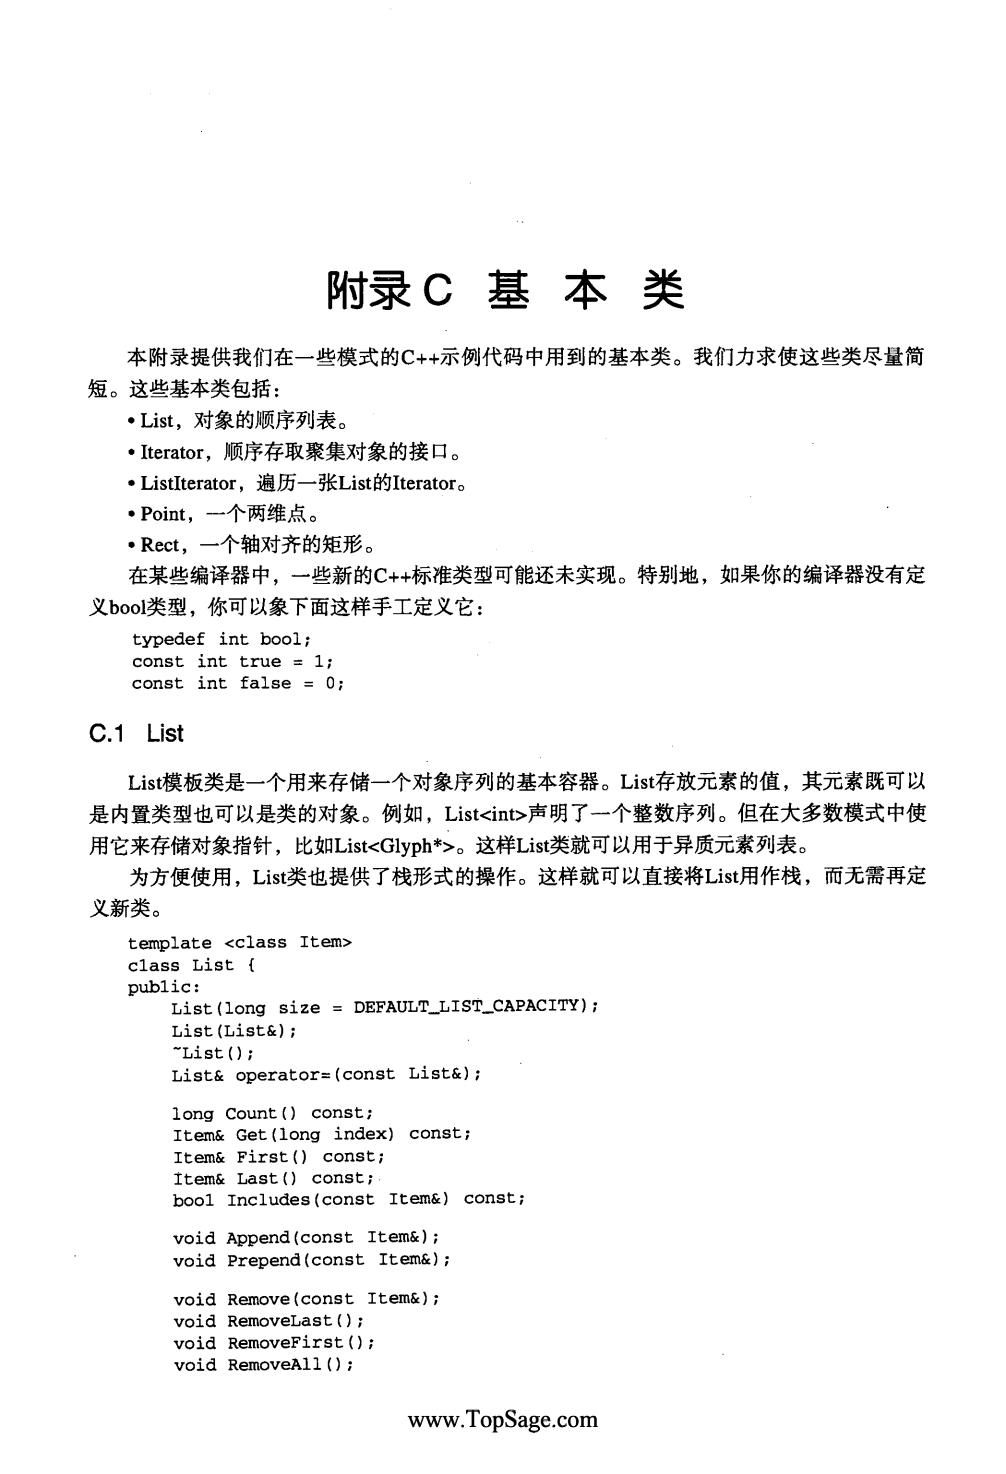 附录C 基 本 类
本附录提供我们在一些模式的C++示例代码中用到的基本类。我们力求使这些类尽量简
短。这些基本类包括：
• List，对象的顺序列表。
• Iterator，顺序存取聚集对象的接口。
• ListIterator，遍历一张List的Iterator。
• Point，一个两维点。
• Rect，一个轴对齐的矩形。
在某些编译器中，一些新的C++标准类型可能还未实现。特别地，如果你的编译器没有定
义bool类型，你可以象下面这样手工定义它：
typedef int bool;
const int true = 1;
const int false = 0;
C.1 List
List模板类是一个用来存储一个对象序列的基本容器。List存放元素的值，其元素既可以
是内置类型也可以是类的对象。例如，List<int>声明了一个整数序列。但在大多数模式中使
用它来存储对象指针，比如List<Glyph*>。这样List类就可以用于异质元素列表。
为方便使用，List类也提供了栈形式的操作。这样就可以直接将List用作栈，而无需再定
义新类。
template <class Item>
class List {
public:
List(long size = DEFAULT_LIST_CAPACITY);
List(List&);
~List();
List& operator=(const List&);
long Count() const;
Item& Get(long index) const;
Item& First() const;
Item& Last() const;
bool Includes(const Item&) const;
void Append(const Item&);
void Prepend(const Item&);
void Remove(const Item&);
void RemoveLast();
void RemoveFirst();
void RemoveAll();
www.TopSage.com